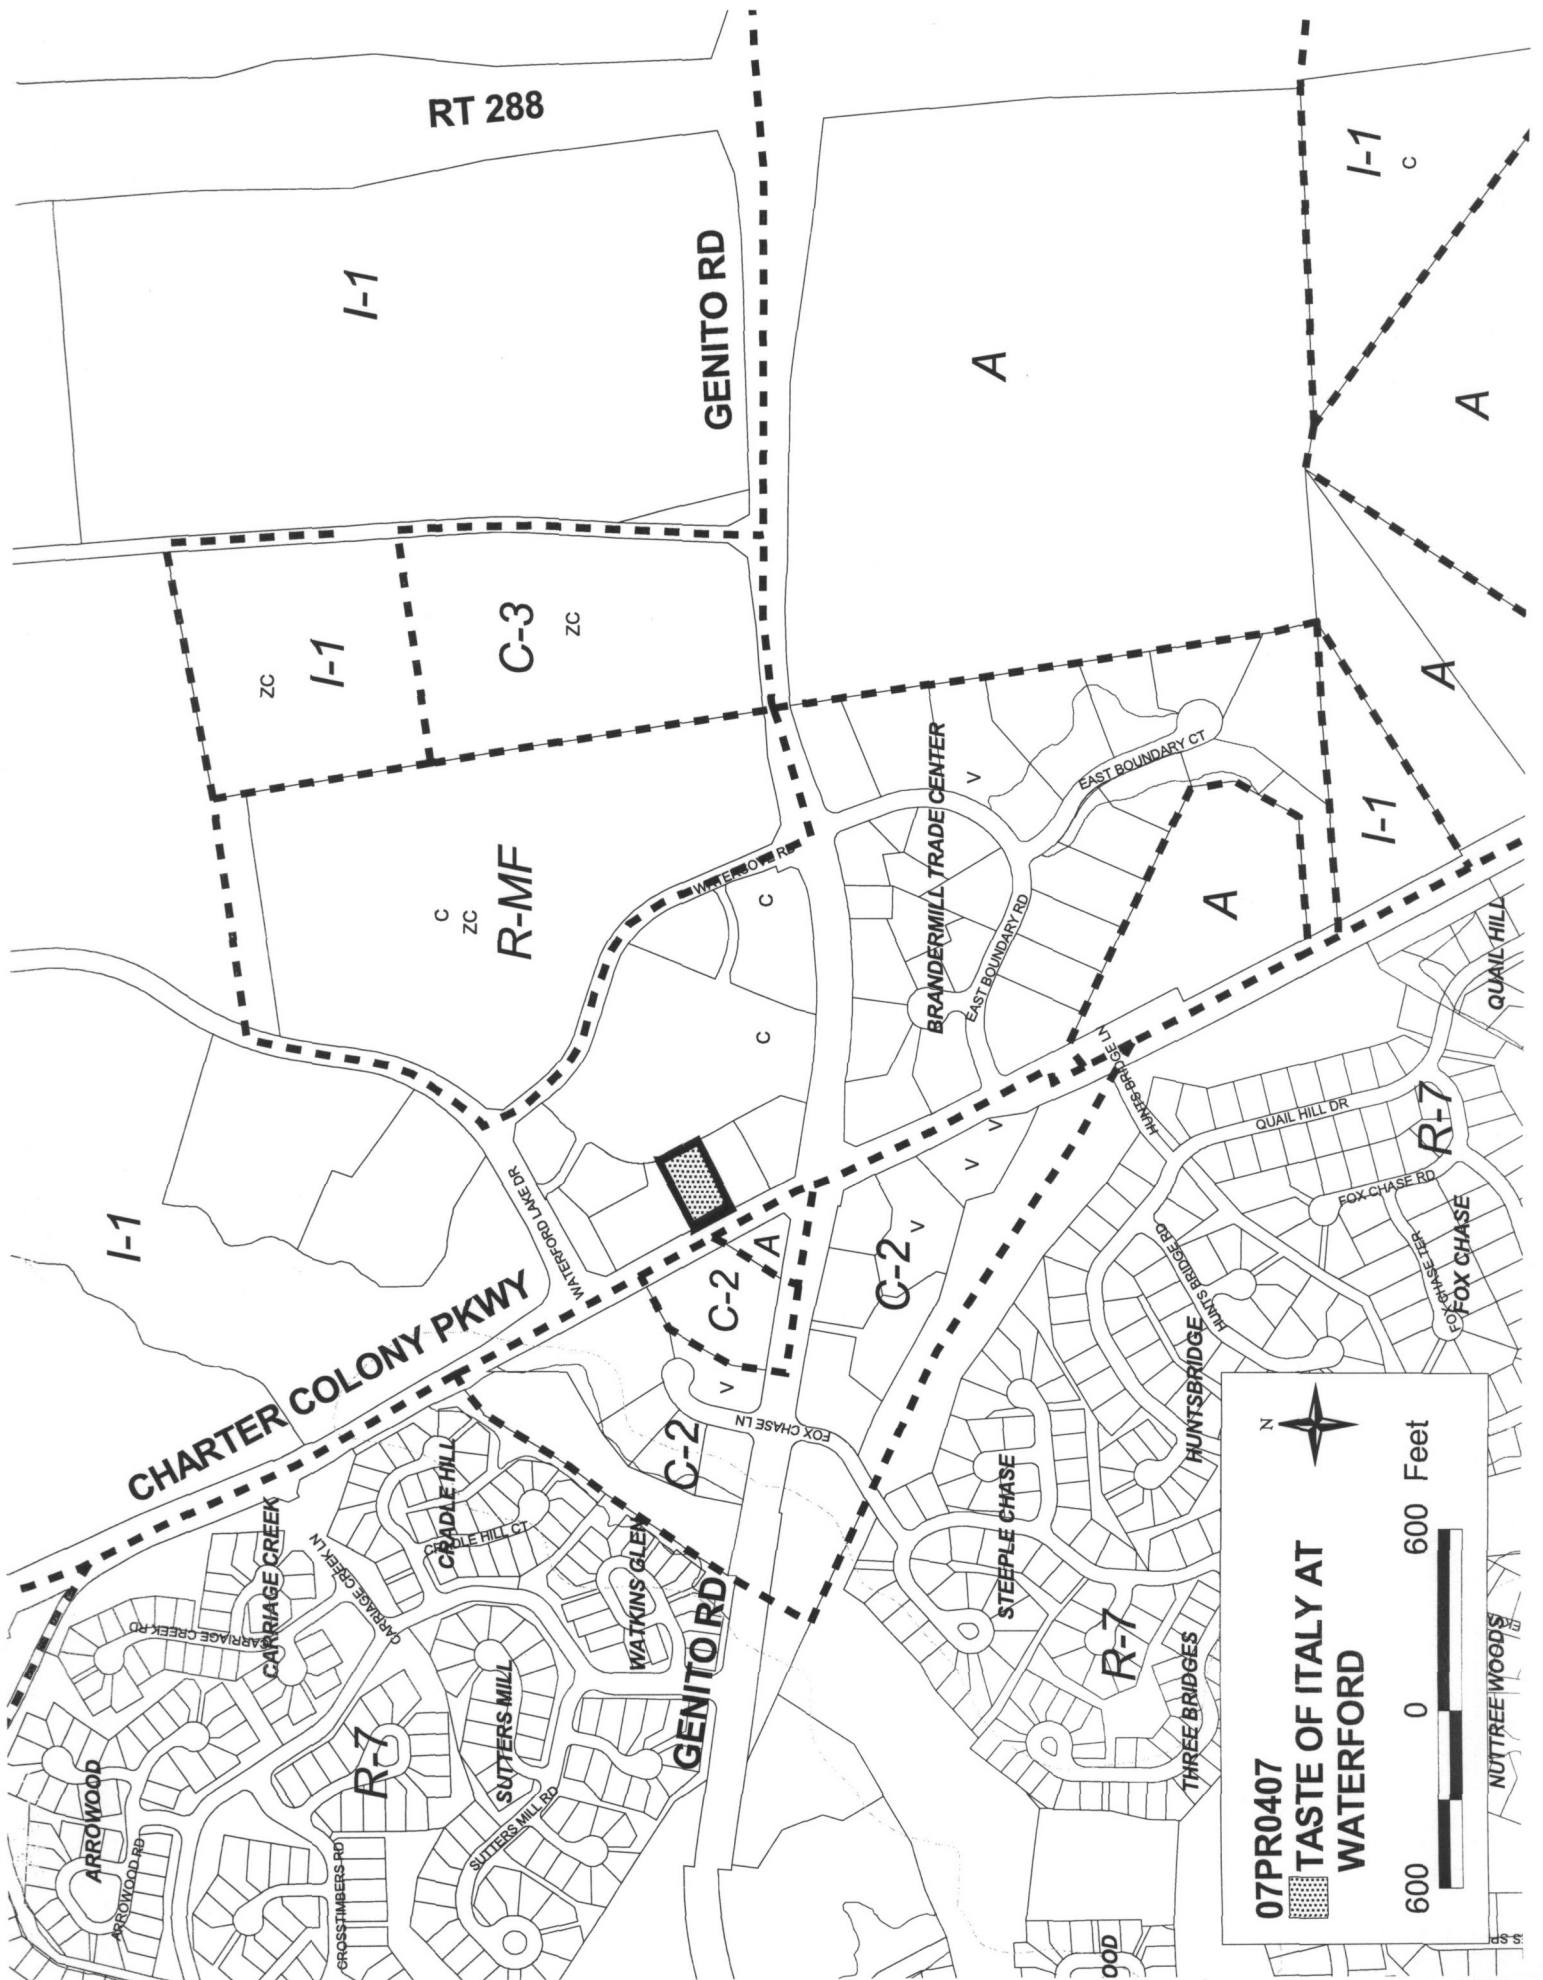 RT 288
I-1
GENITO RD
A
I-1
C
A
ZC
I-1
C-3
ZC
A
C
ZC
R-MF
WATERCOVE RD
C
C
BRANDERMILL TRADE CENTER
V
EAST BOUNDARY CT
EAST BOUNDARY RD
A
I-1
QUAIL HILL
I-1
WATERFORD LAKE DR
CHARTER COLONY PKWY
A
C-2
V
C-2
FOX CHASE LN
C-2
V
V
V
HUNTS BRIDGE LN
QUAIL HILL DR
R-7
FOX CHASE RD
FOX CHASE TER
FOX CHASE
HUNTS BRIDGE RD
HUNTSBRIDGE
STEEPLE CHASE
R-7
THREE BRIDGES
CARRIAGE CREEK
CARRIAGE CREEK RD
CARRIAGE CREEK LN
CRADLE HILL
CRADLE HILL CT
WATKINS GLEN
GENITO RD
SUTTERS MILL
SUTTERS MILL RD
R-7
ARROWOOD
ARROWOOD RD
CROSSTIMBERS RD
07PR0407
TASTE OF ITALY AT
WATERFORD
N
600 0 600 Feet
NUTTREE WOODS
OOD